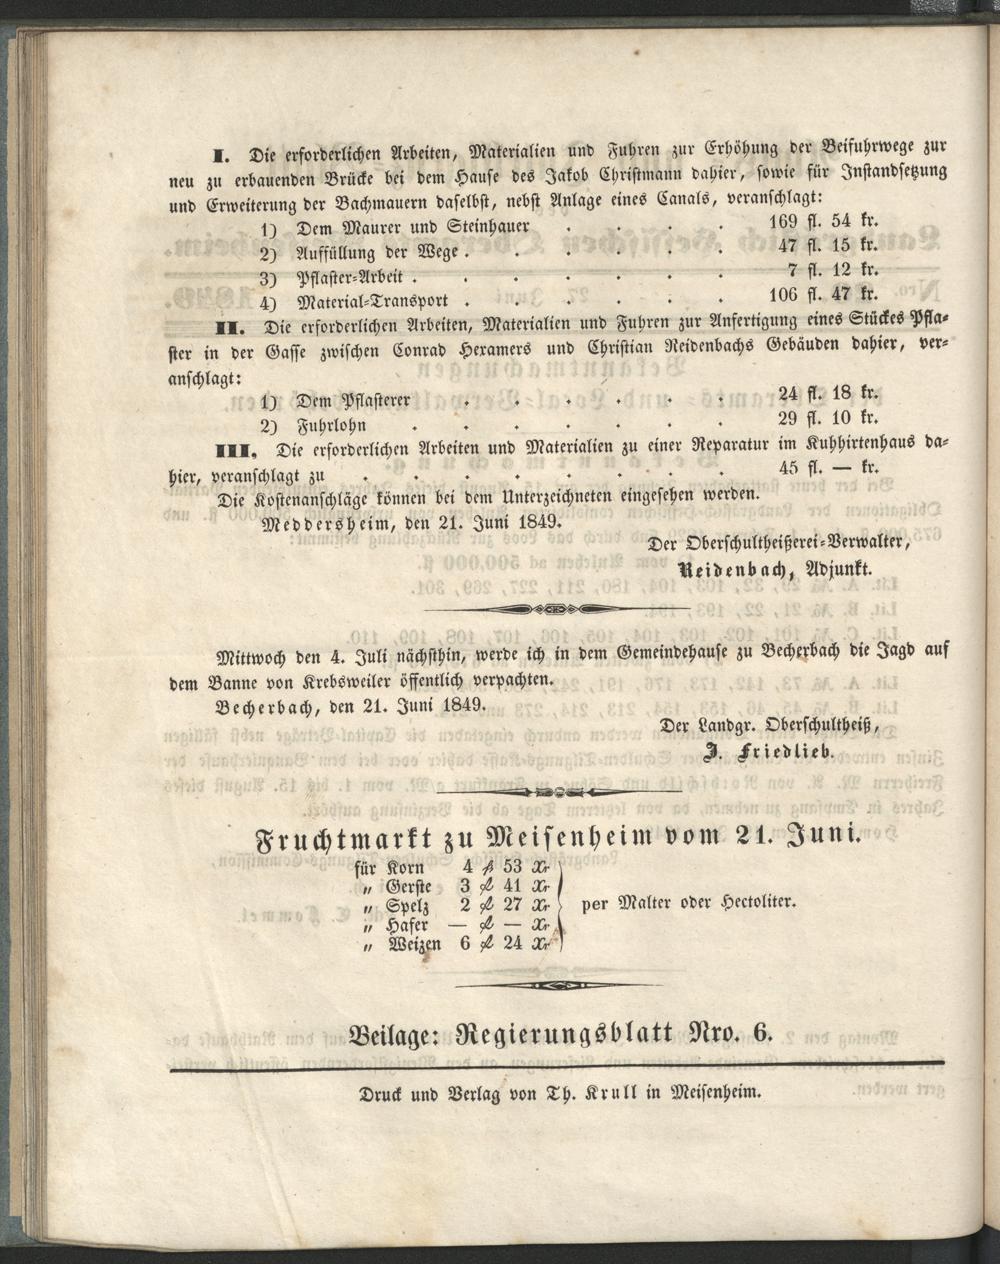 I. Die erforderlichen Arbeiten, Materialien und Fuhren zur Erhöhung der Beifuhrwege zur
neu zu erbauenden Brücke bei dem Hause des Jakob Christmann dahier, sowie für Instandsetzung
und Erweiterung der Bachmauern daselbst, nebst Anlage eines Canals, veranschlagt:
1) Dem Maurer und Steinhauer . . . . 169 fl. 54 kr.
2) Auffüllung der Wege . . . . . . 47 fl. 15 kr.
3) Pflaster-Arbeit . . . . . . . 7 fl. 12 kr.
4) Material-Transport . . . . . . 106 fl. 47 kr.
II. Die erforderlichen Arbeiten, Materialien und Fuhren zur Anfertigung eines Stückes Pfla-
ster in der Gasse zwischen Conrad Hexamers und Christian Reidenbachs Gebäuden dahier, ver-
anschlagt:
1) Dem Pflasterer . . . . . . 24 fl. 18 kr.
2) Fuhrlohn . . . . . . . 29 fl. 10 kr.
III. Die erforderlichen Arbeiten und Materialien zu einer Reparatur im Kuhhirtenhaus da-
hier, veranschlagt zu . . . . . . . . 45 fl. — kr.
Die Kostenanschläge können bei dem Unterzeichneten eingesehen werden.
Meddersheim, den 21. Juni 1849.
Der Oberschultheißerei-Verwalter,
Reidenbach, Adjunkt.
Mittwoch den 4. Juli nächsthin, werde ich in dem Gemeindehause zu Becherbach die Jagd auf
dem Banne von Krebsweiler öffentlich verpachten.
Becherbach, den 21. Juni 1849.
Der Landgr. Oberschultheiß,
J. Friedlieb.
Fruchtmarkt zu Meisenheim vom 21. Juni.
für Korn 4 fl 53 Xr
„ Gerste 3 fl 41 Xr
„ Spelz 2 fl 27 Xr per Malter oder Hectoliter.
„ Hafer — fl — Xr
„ Weizen 6 fl 24 Xr
Beilage: Regierungsblatt Nro. 6.
Druck und Verlag von Th. Krull in Meisenheim.